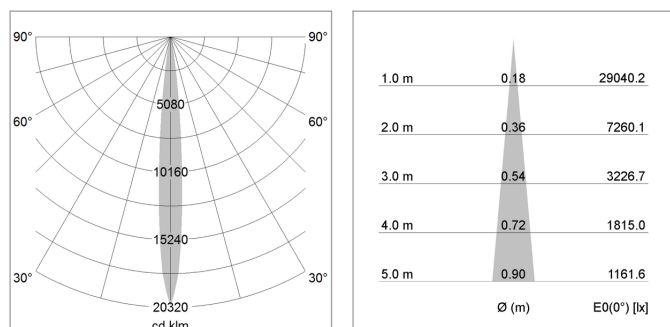 90° 90°
5080
60° 60°
10160
15240
30° 30°
20320
cd klm
1.0 m 0.18 29040.2
2.0 m 0.36 7260.1
3.0 m 0.54 3226.7
4.0 m 0.72 1815.0
5.0 m 0.90 1161.6
Ø (m) E0(0°) [lx]